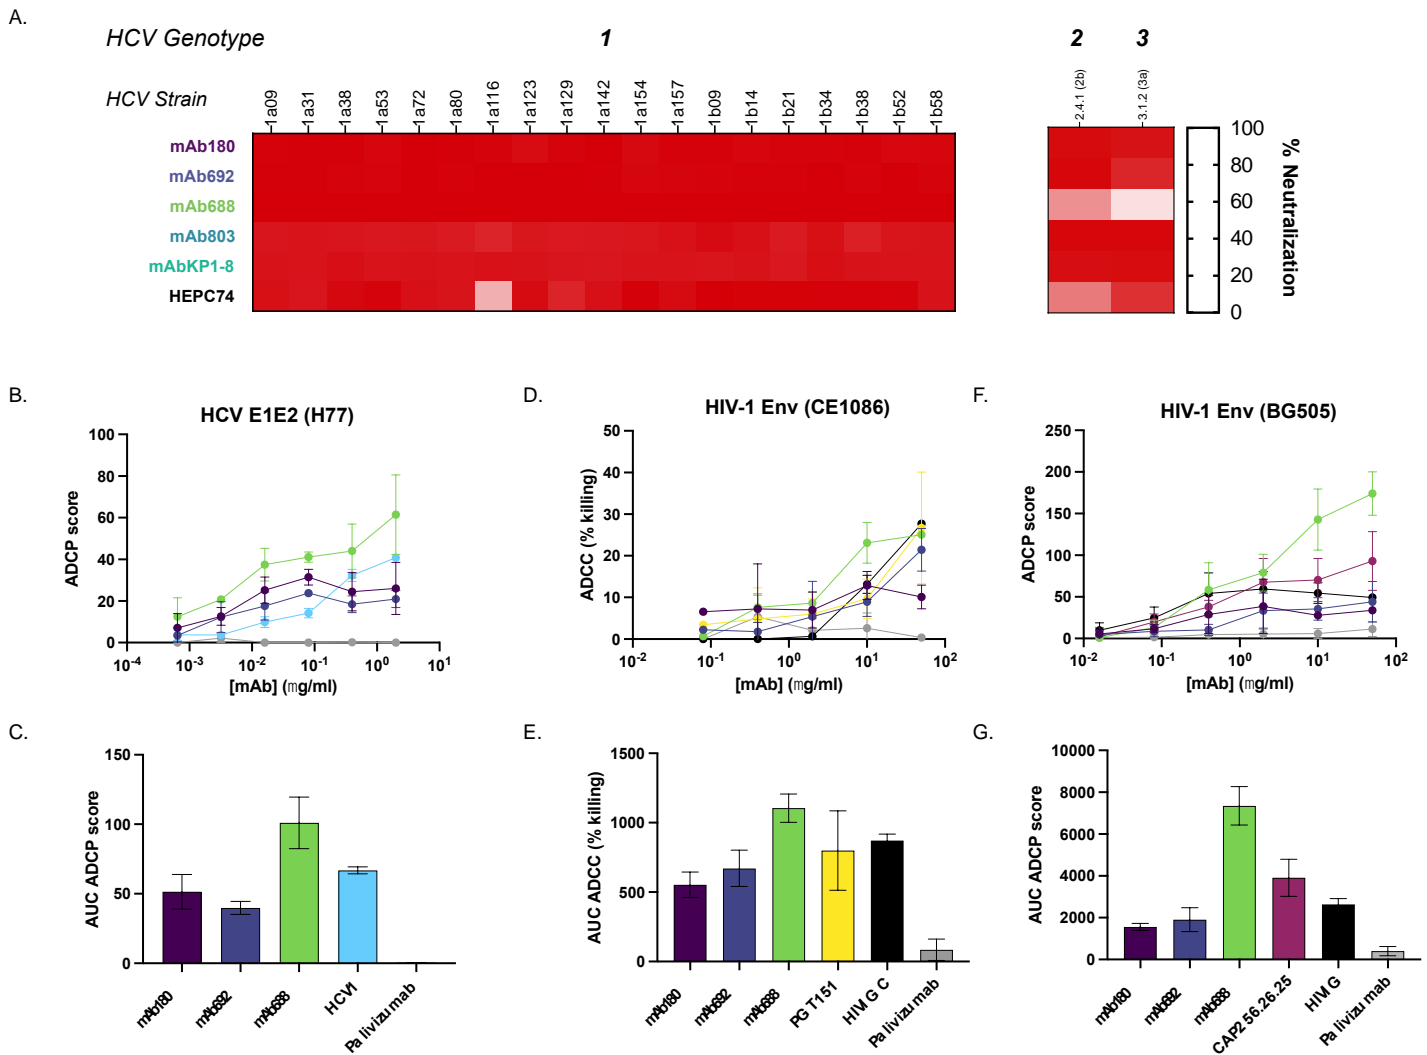 A.
HCV Genotype
1
2
3
HCV Strain
1a09
1a31
1a38
1a53
1a72
1a80
1a116
1a123
1a129
1a142
1a154
1a157
1b09
1b14
1b21
1b34
1b38
1b52
1b58
2.4.1 (2b)
3.1.2 (3a)
mAb180
mAb692
mAb688
mAb803
mAbKP1-8
HEPC74
100
80
60
40
20
0
% Neutralization
B.
HCV E1E2 (H77)
ADCP score
100
80
60
40
20
0
10-4
10-3
10-2
10-1
100
101
[mAb] (mg/ml)
D.
HIV-1 Env (CE1086)
ADCC (% killing)
50
40
30
20
10
0
10-2
10-1
100
101
102
[mAb] (mg/ml)
F.
HIV-1 Env (BG505)
ADCP score
250
200
150
100
50
0
10-2
10-1
100
101
102
[mAb] (mg/ml)
C.
AUC ADCP score
150
100
50
0
mAb180
mAb692
mAb688
HCV1
Palivizumab
E.
AUC ADCC (% killing)
1500
1000
500
0
mAb180
mAb692
mAb688
PGT151
HIVIG C
Palivizumab
G.
AUC ADCP score
10000
8000
6000
4000
2000
0
mAb180
mAb692
mAb688
CAP256.26.25
HIVIG
Palivizumab